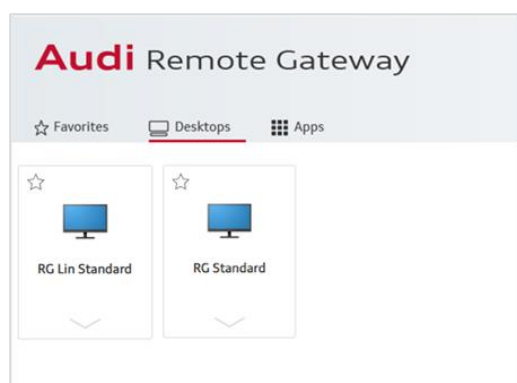 Audi Remote Gateway
Favorites Desktops Apps
RG Lin Standard RG Standard